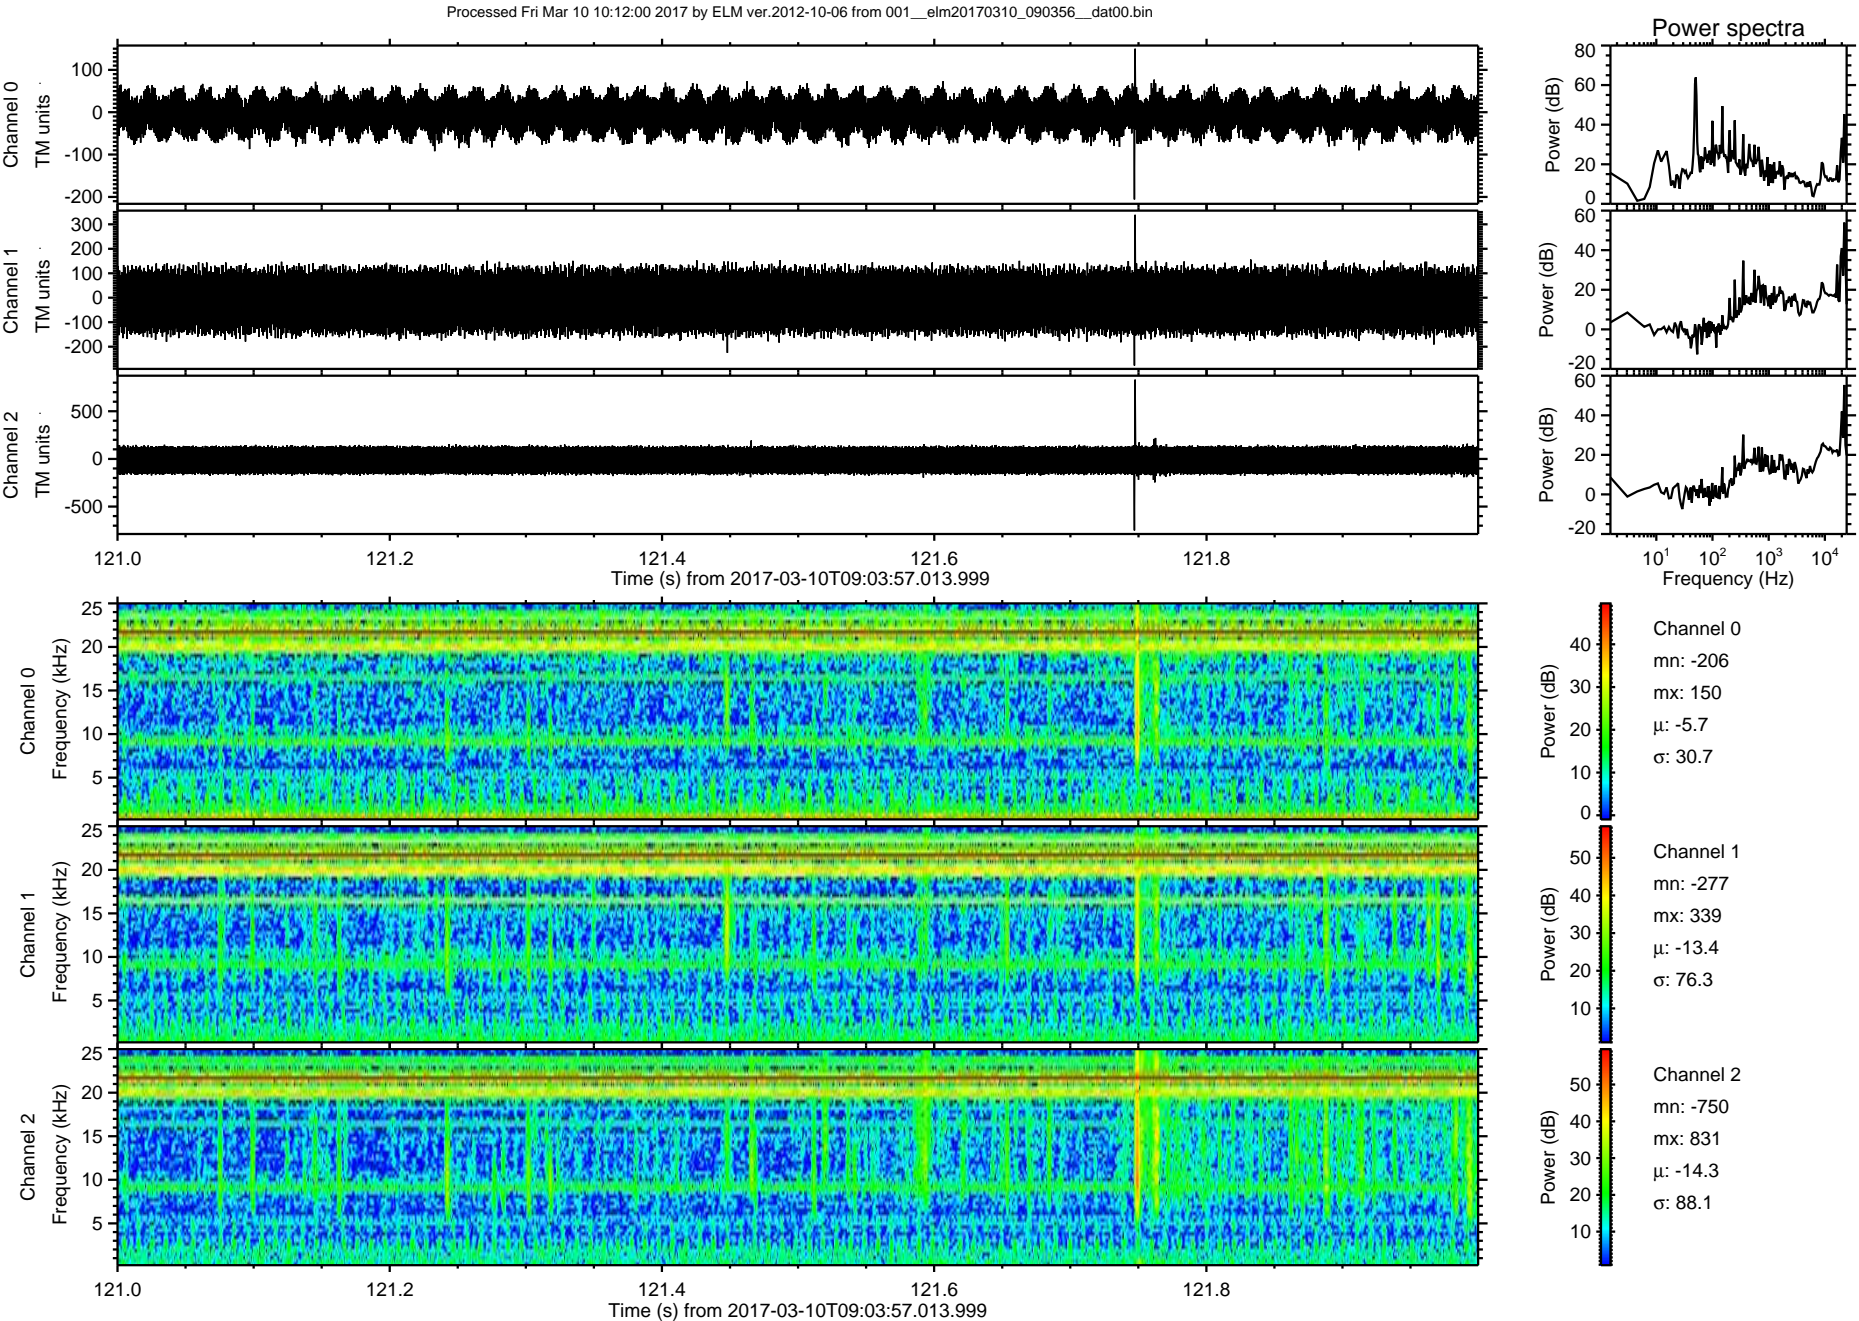 Processed Fri Mar 10 10:12:00 2017 by ELM ver.2012-10-06 from 001__elm20170310_090356__dat00.bin
Power spectra
Channel 0
TM units
100
0
-100
-200
Power (dB)
80
60
40
20
0
Channel 1
TM units
300
200
100
0
-100
-200
Power (dB)
60
40
20
0
-20
Channel 2
TM units
500
0
-500
Power (dB)
60
40
20
0
-20
121.0 121.2 121.4 121.6 121.8
Time (s) from 2017-03-10T09:03:57.013.999
10^1 10^2 10^3 10^4
Frequency (Hz)
Channel 0
Frequency (kHz)
25
20
15
10
5
Power (dB)
40
30
20
10
0
Channel 0
mn: -206
mx: 150
μ: -5.7
σ: 30.7
Channel 1
Frequency (kHz)
25
20
15
10
5
Power (dB)
50
40
30
20
10
Channel 1
mn: -277
mx: 339
μ: -13.4
σ: 76.3
Channel 2
Frequency (kHz)
25
20
15
10
5
Power (dB)
50
40
30
20
10
Channel 2
mn: -750
mx: 831
μ: -14.3
σ: 88.1
121.0 121.2 121.4 121.6 121.8
Time (s) from 2017-03-10T09:03:57.013.999